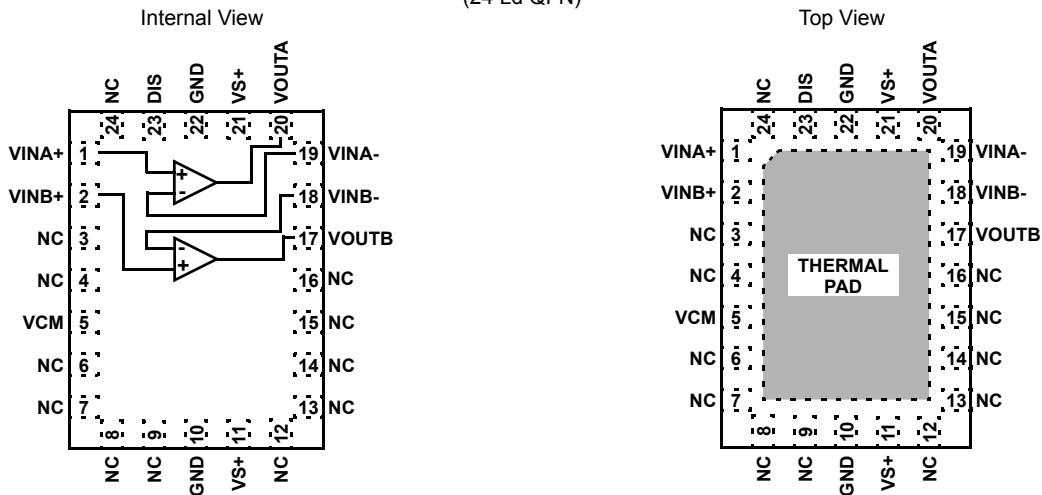 (24 Ld QFN)
Internal View
NC
DIS
GND
VS+
VOUTA
24
23
22
21
20
VINA+ 1
19 VINA-
VINB+ 2
18 VINB-
NC 3
17 VOUTB
NC 4
16 NC
VCM 5
15 NC
NC 6
14 NC
NC 7
13 NC
+
-
-
+
8
9
10
11
12
NC
NC
GND
VS+
NC
Top View
NC
DIS
GND
VS+
VOUTA
24
23
22
21
20
VINA+ 1
19 VINA-
VINB+ 2
18 VINB-
NC 3
17 VOUTB
NC 4
16 NC
VCM 5
15 NC
NC 6
14 NC
NC 7
13 NC
THERMAL
PAD
8
9
10
11
12
NC
NC
GND
VS+
NC